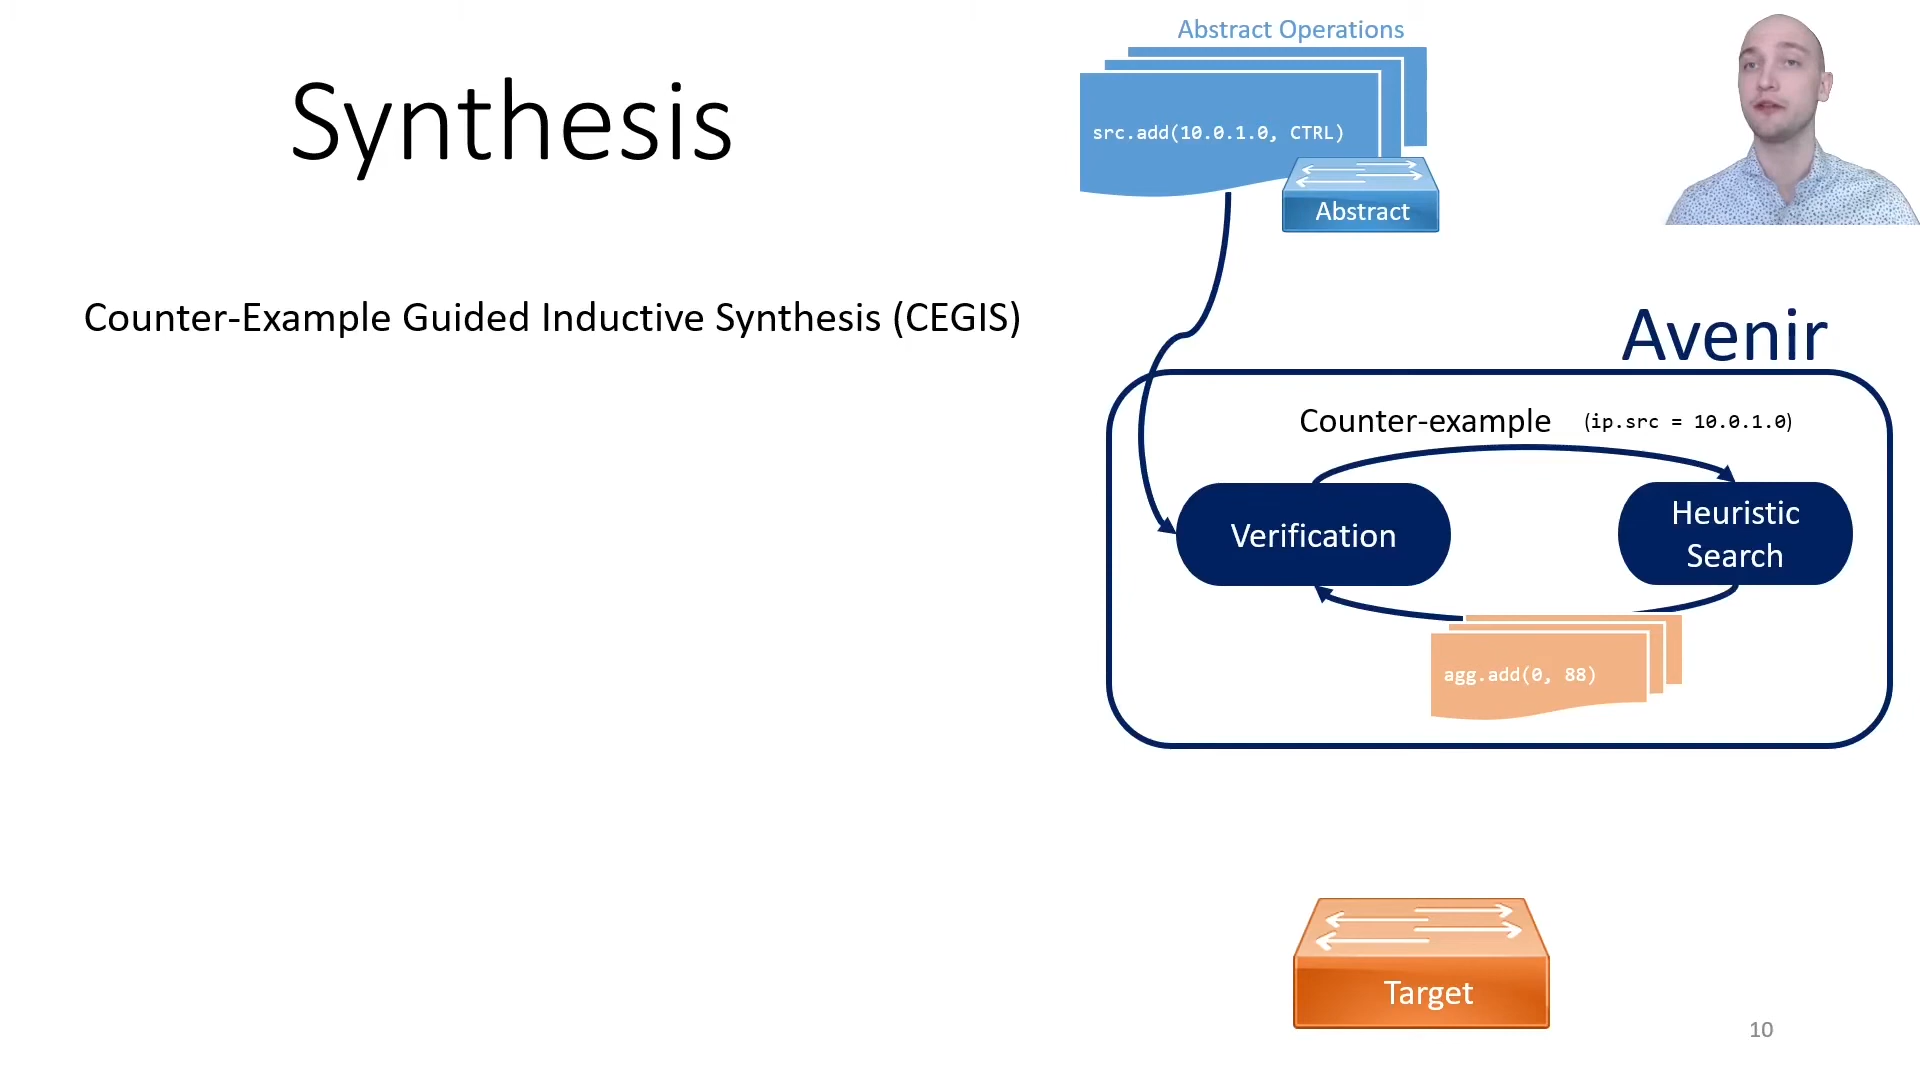 Synthesis
Counter-Example Guided Inductive Synthesis (CEGIS)
Abstract Operations
src.add(10.0.1.0, CTRL)
Abstract
Avenir
Counter-example (ip.src = 10.0.1.0)
Verification
Heuristic
Search
agg.add(0, 88)
Target
10